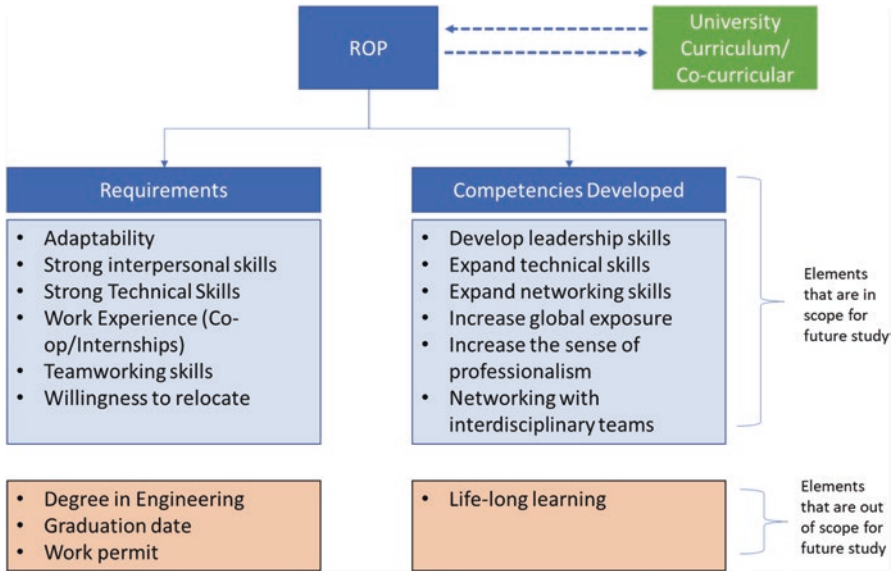 ROP
University
Curriculum/
Co-curricular
Requirements
• Adaptability
• Strong interpersonal skills
• Strong Technical Skills
• Work Experience (Co-
op/Internships)
• Teamworking skills
• Willingness to relocate
Competencies Developed
• Develop leadership skills
• Expand technical skills
• Expand networking skills
• Increase global exposure
• Increase the sense of
professionalism
• Networking with
interdisciplinary teams
Elements
that are in
scope for
future study
• Degree in Engineering
• Graduation date
• Work permit
• Life-long learning
Elements
that are out
of scope for
future study